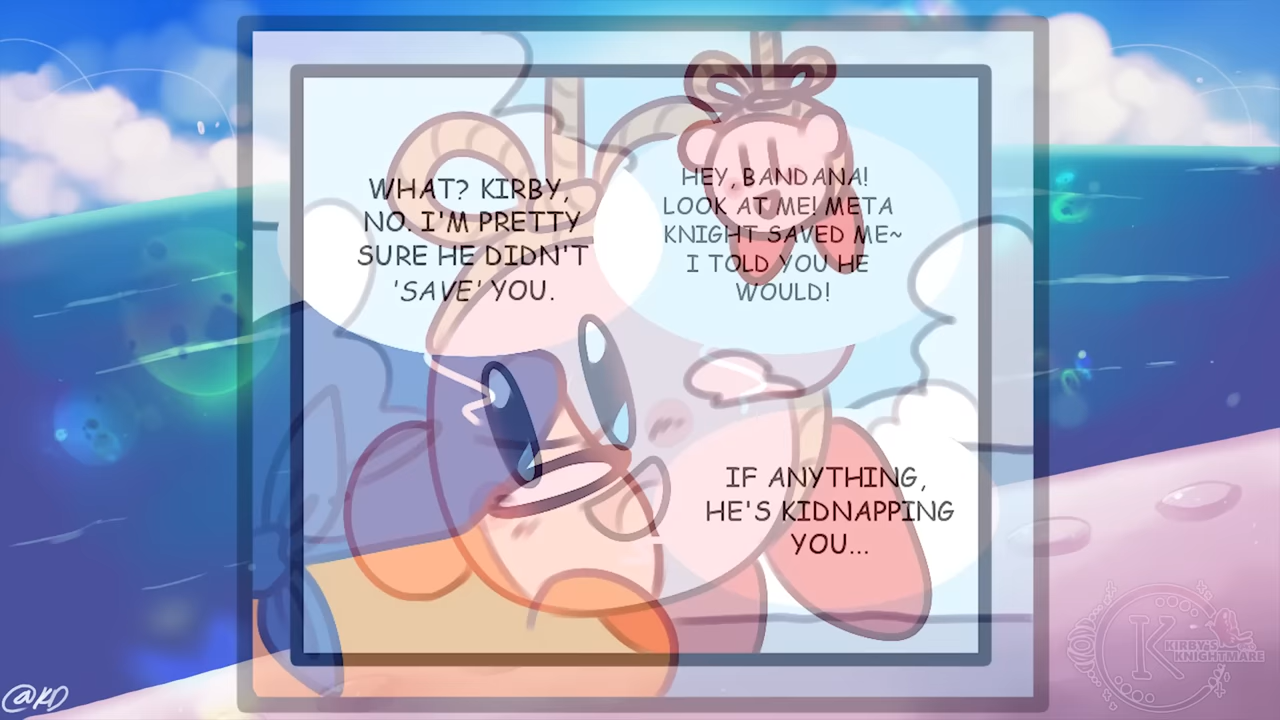 HEY, BANDANA!
LOOK AT ME! META
KNIGHT SAVED ME~
I TOLD YOU HE
WOULD!
WHAT? KIRBY,
NO. I'M PRETTY
SURE HE DIDN'T
'SAVE' YOU.
IF ANYTHING,
HE'S KIDNAPPING
YOU...
@KD
K
KIRBY'S
KNIGHTMARE